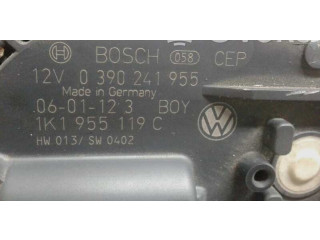 BOSCH 058 CEP
12V 0 390 241 955
Made in Germany
06-01-12 3 BOY
1K1 955 119 C
HW 013/ SW 0402